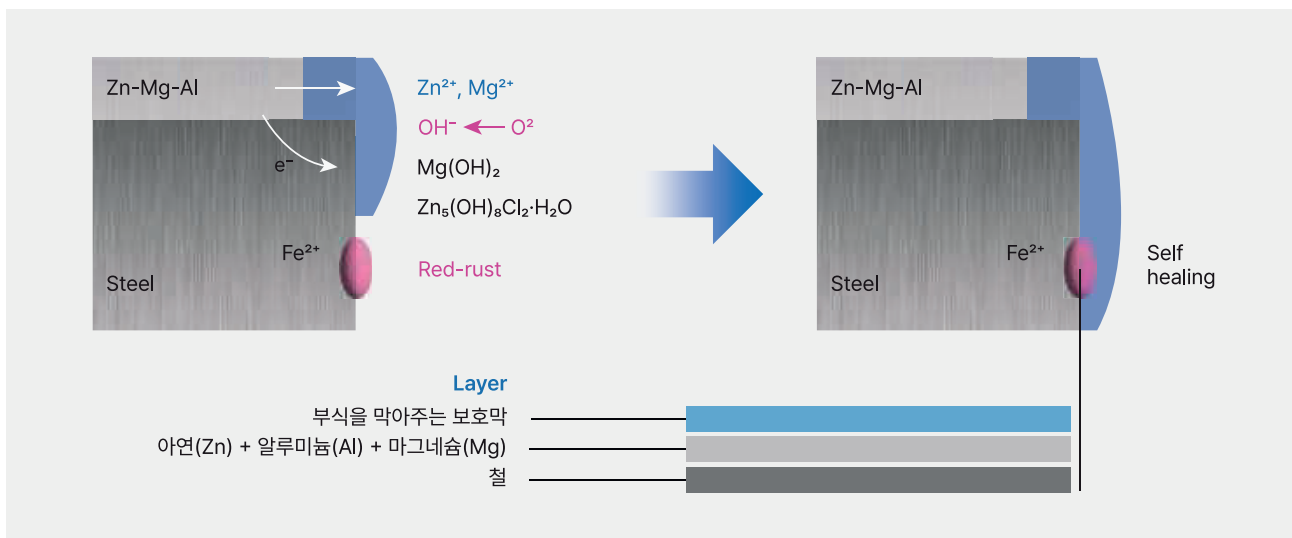 Zn-Mg-Al
Zn²⁺, Mg²⁺
OH⁻ ← O²
e⁻
Mg(OH)₂
Zn₅(OH)₈Cl₂·H₂O
Fe²⁺
Red-rust
Steel
Zn-Mg-Al
Fe²⁺
Steel
Self
healing
Layer
부식을 막아주는 보호막
아연(Zn) + 알루미늄(Al) + 마그네슘(Mg)
철